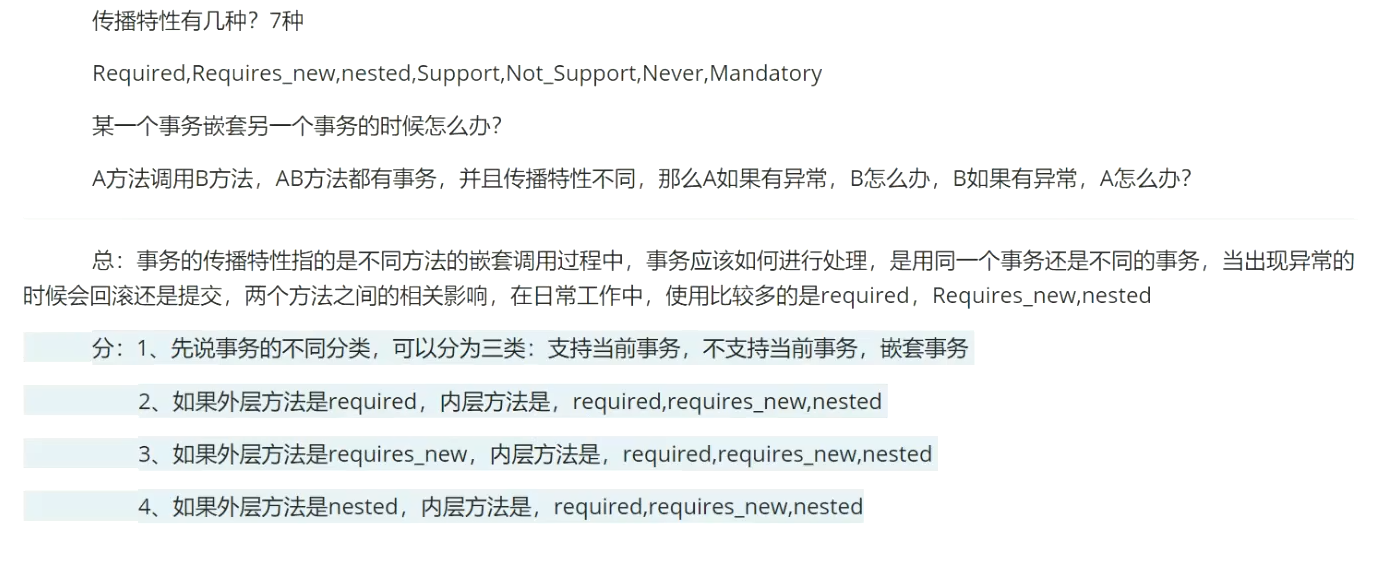 传播特性有几种？7种
Required,Requires_new,nested,Support,Not_Support,Never,Mandatory
某一个事务嵌套另一个事务的时候怎么办？
A方法调用B方法，AB方法都有事务，并且传播特性不同，那么A如果有异常，B怎么办，B如果有异常，A怎么办？
总：事务的传播特性指的是不同方法的嵌套调用过程中，事务应该如何进行处理，是用同一个事务还是不同的事务，当出现异常的
时候会回滚还是提交，两个方法之间的相关影响，在日常工作中，使用比较多的是required，Requires_new,nested
分：1、先说事务的不同分类，可以分为三类：支持当前事务，不支持当前事务，嵌套事务
2、如果外层方法是required，内层方法是，required,requires_new,nested
3、如果外层方法是requires_new，内层方法是，required,requires_new,nested
4、如果外层方法是nested，内层方法是，required,requires_new,nested